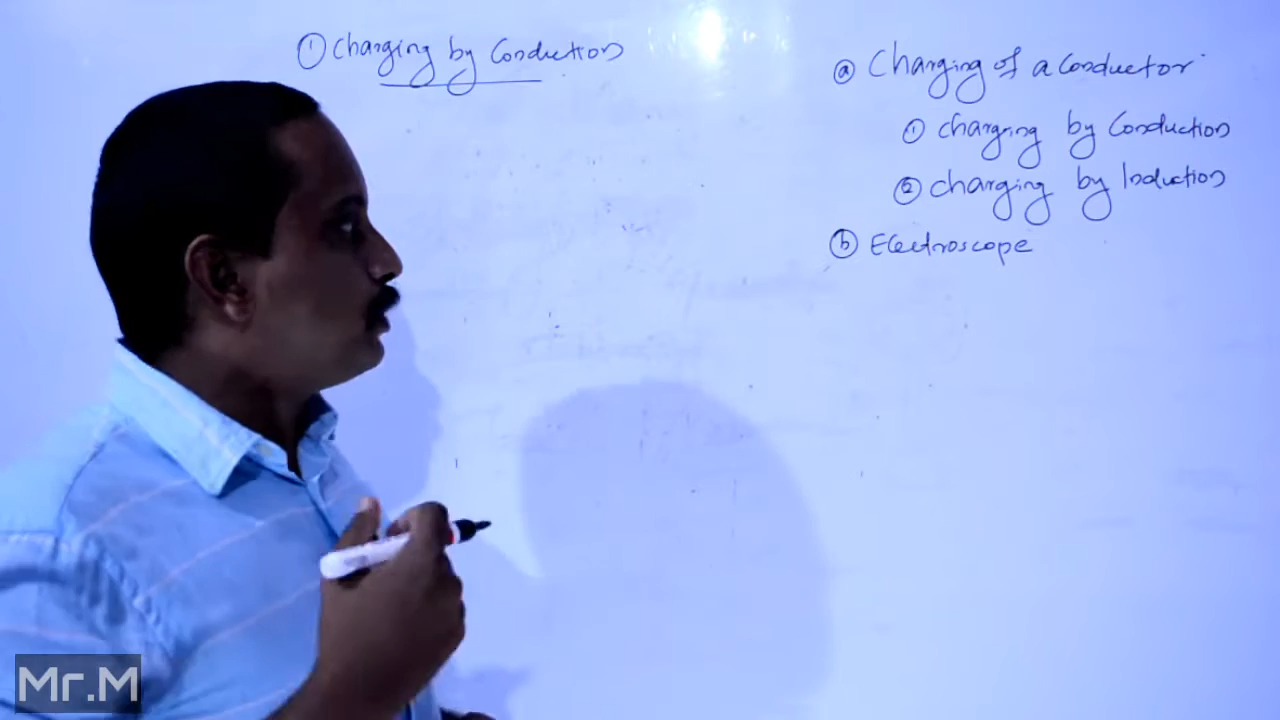 ① Charging by Conduction
ⓐ Charging of a Conductor
① Charging by Conduction
② Charging by Induction
ⓑ Electroscope
Mr.M